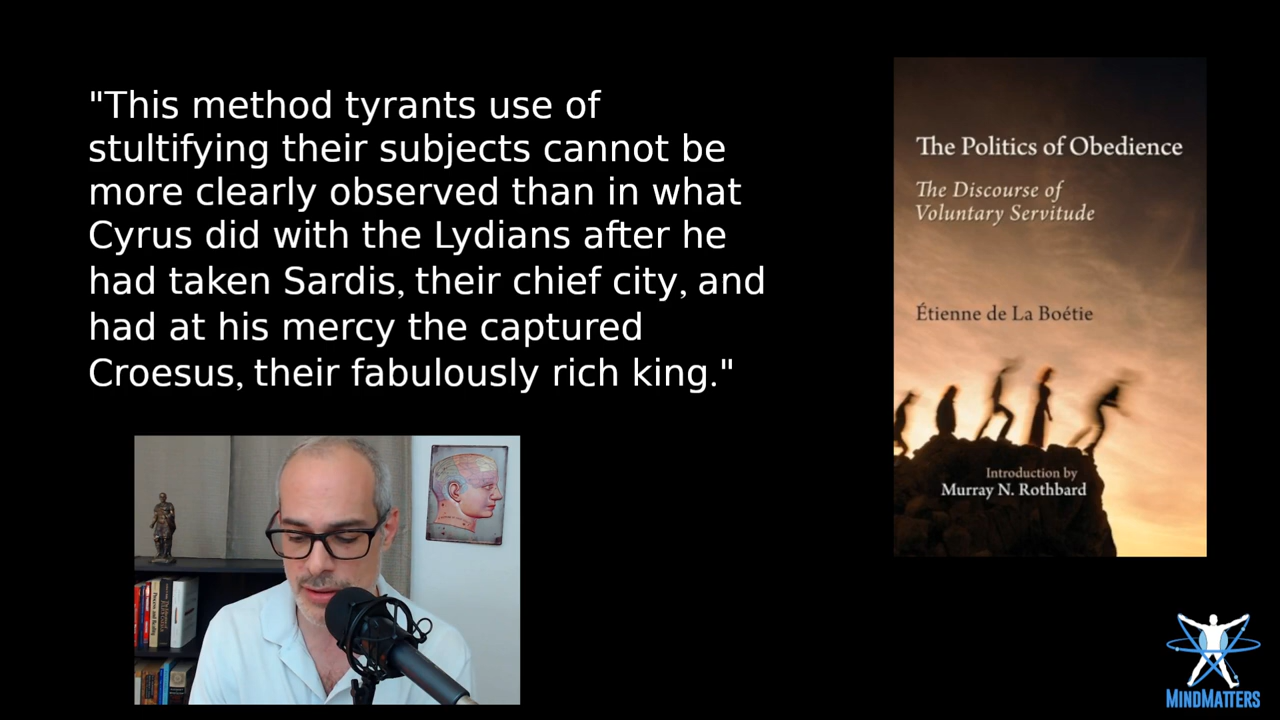 "This method tyrants use of
stultifying their subjects cannot be
more clearly observed than in what
Cyrus did with the Lydians after he
had taken Sardis, their chief city, and
had at his mercy the captured
Croesus, their fabulously rich king."
The Politics of Obedience
The Discourse of
Voluntary Servitude
Étienne de La Boétie
Introduction by
Murray N. Rothbard
MINDMATTERS